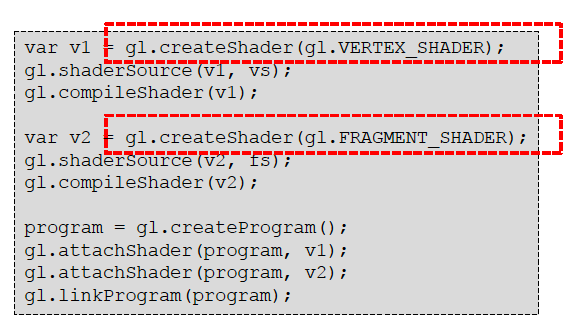 var v1 = gl.createShader(gl.VERTEX_SHADER);
gl.shaderSource(v1, vs);
gl.compileShader(v1);
var v2 = gl.createShader(gl.FRAGMENT_SHADER);
gl.shaderSource(v2, fs);
gl.compileShader(v2);
program = gl.createProgram();
gl.attachShader(program, v1);
gl.attachShader(program, v2);
gl.linkProgram(program);